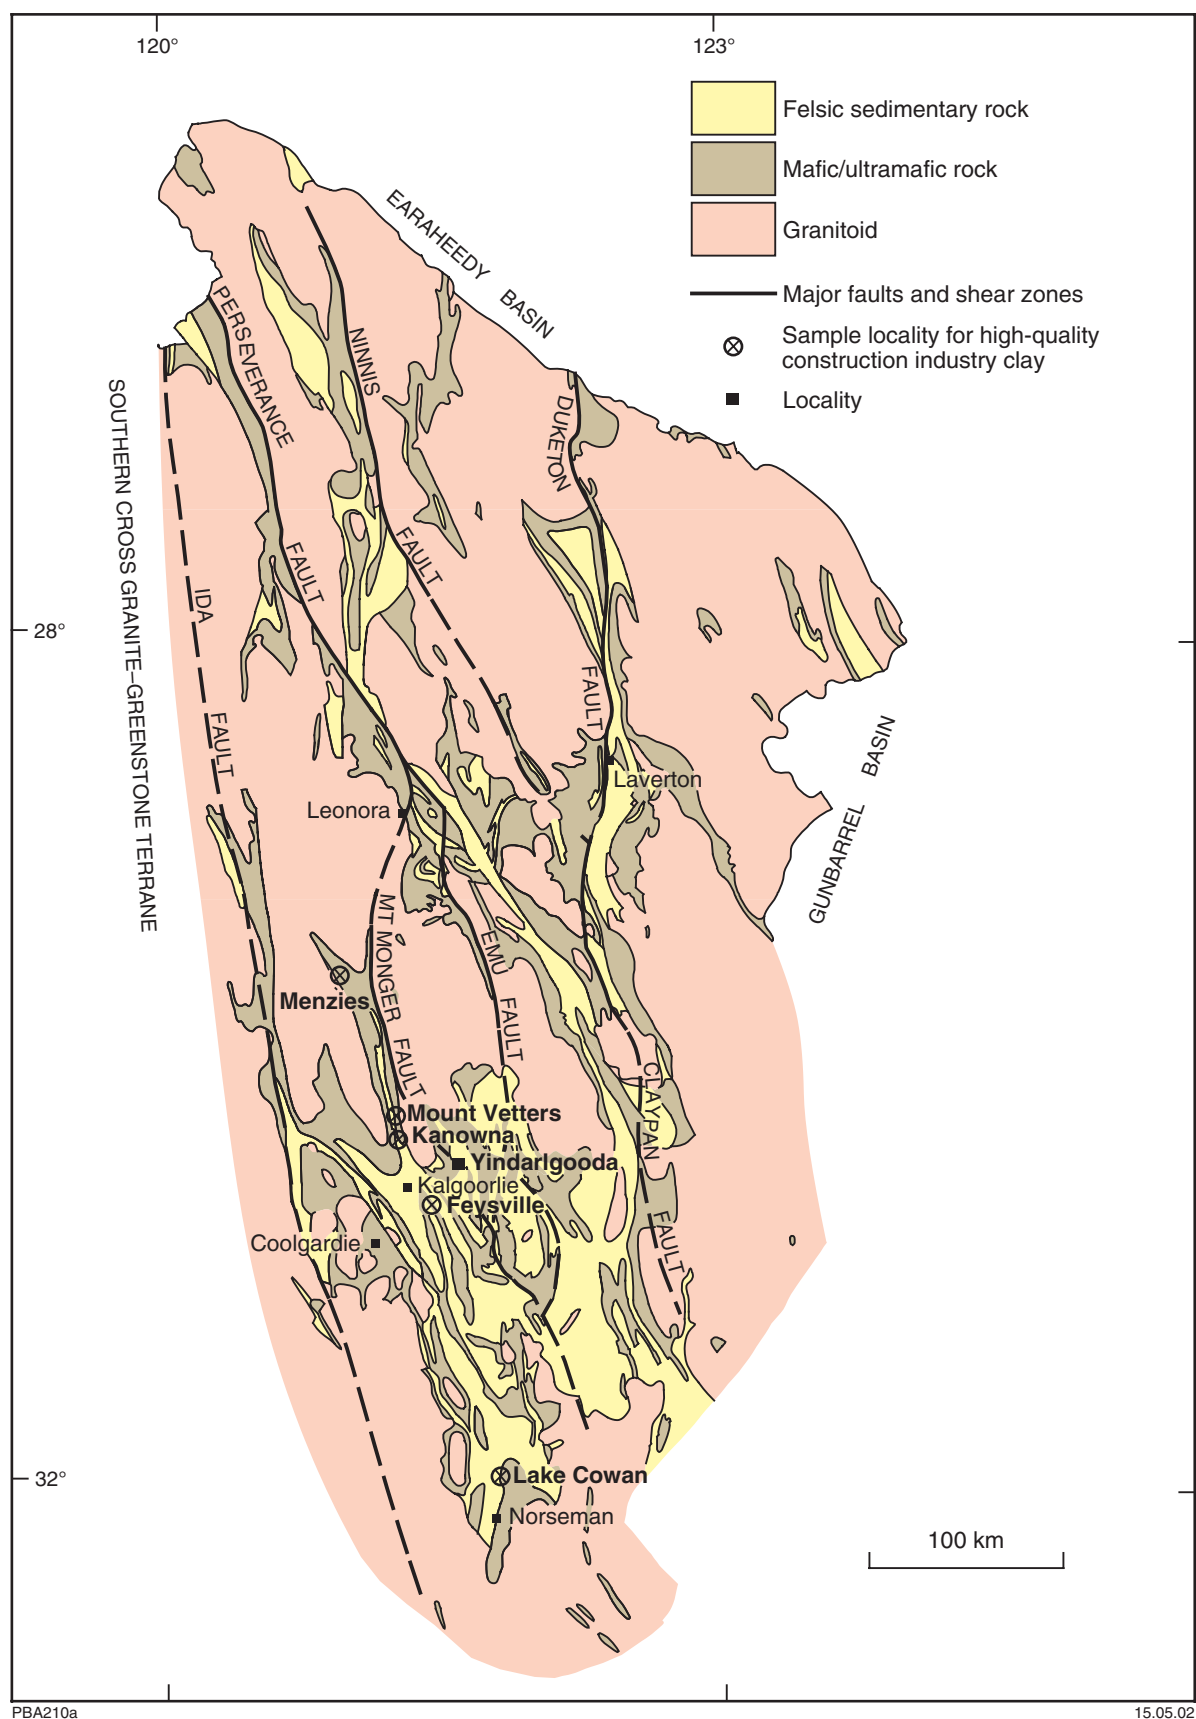 120°
123°
Felsic sedimentary rock
Mafic/ultramafic rock
Granitoid
Major faults and shear zones
Sample locality for high-quality
construction industry clay
Locality
EARAHEEDY BASIN
PERSEVERANCE
FAULT
NINNIS
FAULT
DUKETON
FAULT
SOUTHERN CROSS GRANITE–GREENSTONE TERRANE
IDA
FAULT
28°
GUNBARREL BASIN
Laverton
Leonora
MT MONGER
FAULT
EMU
FAULT
Menzies
CLAYPAN
FAULT
Mount Vetters
Kanowna
Yindarlgooda
Kalgoorlie
Feysville
Coolgardie
32°
Lake Cowan
Norseman
100 km
PBA210a
15.05.02